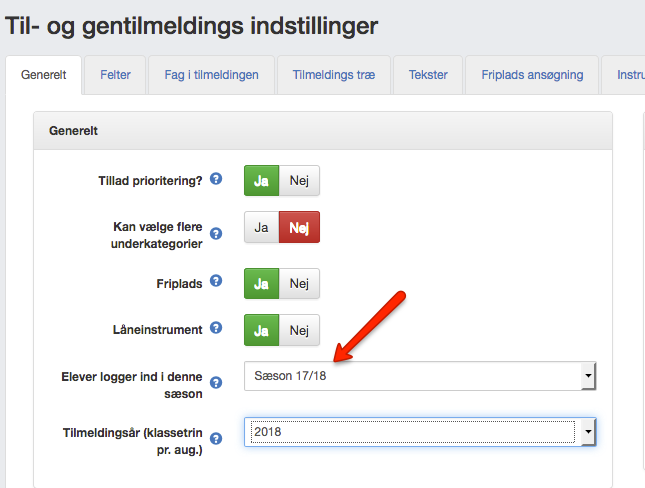 Til- og gentilmeldings indstillinger
Generelt Felter Fag i tilmeldingen Tilmeldings træ Tekster Friplads ansøgning Instru
Generelt
Tillad prioritering? ? Ja Nej
Kan vælge flere
underkategorier ? Ja Nej
Friplads ? Ja Nej
Låneinstrument ? Ja Nej
Elever logger ind i denne
sæson ? Sæson 17/18
Tilmeldingsår (klassetrin
pr. aug.) ? 2018